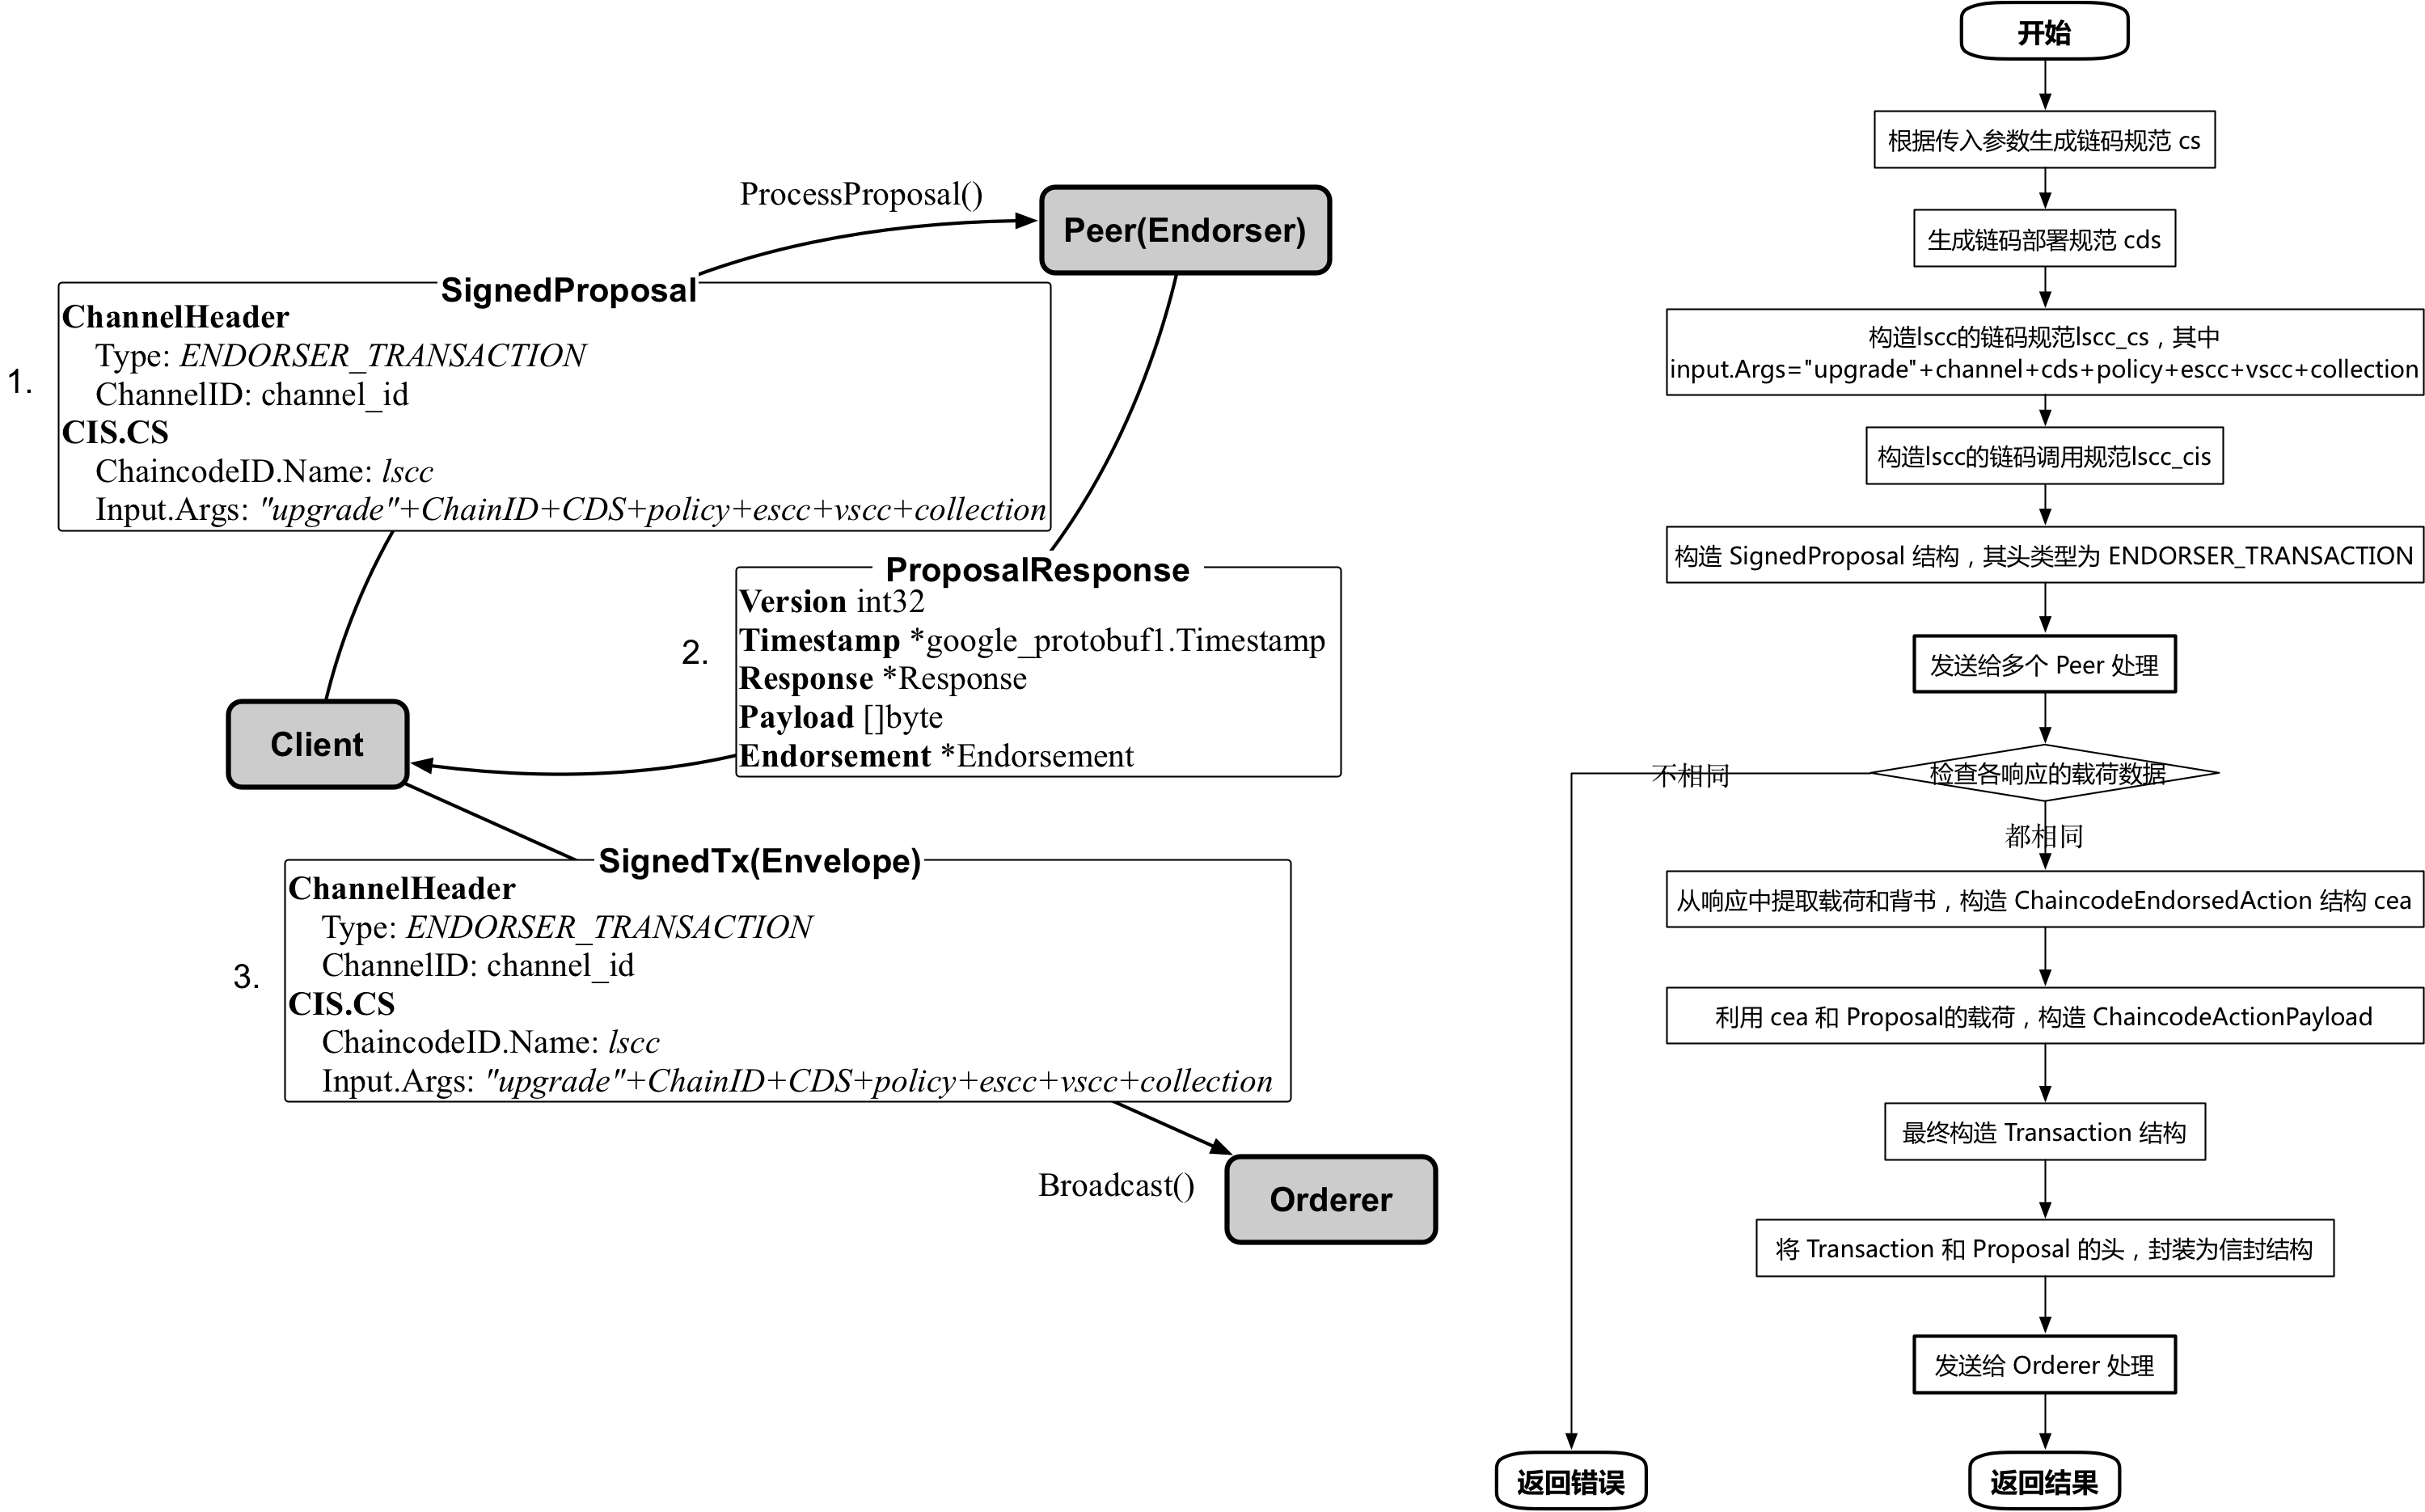 ProcessProposal()
Peer(Endorser)
SignedProposal
1.
ChannelHeader
Type: ENDORSER_TRANSACTION
ChannelID: channel_id
CIS.CS
ChaincodeID.Name: lscc
Input.Args: "upgrade"+ChainID+CDS+policy+escc+vscc+collection
ProposalResponse
2.
Version int32
Timestamp *google_protobuf1.Timestamp
Response *Response
Payload []byte
Endorsement *Endorsement
Client
SignedTx(Envelope)
3.
ChannelHeader
Type: ENDORSER_TRANSACTION
ChannelID: channel_id
CIS.CS
ChaincodeID.Name: lscc
Input.Args: "upgrade"+ChainID+CDS+policy+escc+vscc+collection
Broadcast()
Orderer
开始
根据传入参数生成链码规范 cs
生成链码部署规范 cds
构造lscc的链码规范lscc_cs，其中
input.Args="upgrade"+channel+cds+policy+escc+vscc+collection
构造lscc的链码调用规范lscc_cis
构造 SignedProposal 结构，其头类型为 ENDORSER_TRANSACTION
发送给多个 Peer 处理
检查各响应的载荷数据
不相同
都相同
从响应中提取载荷和背书，构造 ChaincodeEndorsedAction 结构 cea
利用 cea 和 Proposal的载荷，构造 ChaincodeActionPayload
最终构造 Transaction 结构
将 Transaction 和 Proposal 的头，封装为信封结构
发送给 Orderer 处理
返回错误
返回结果